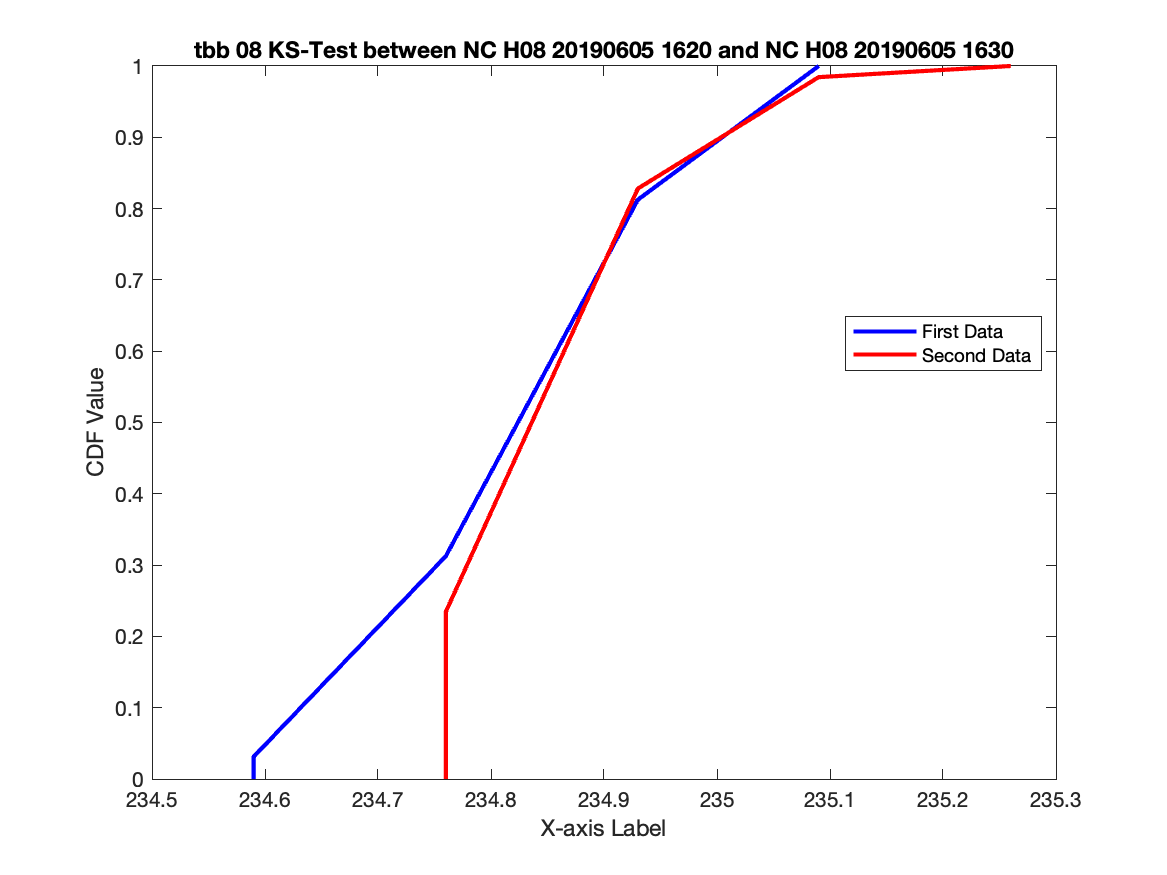 tbb 08 KS-Test between NC H08 20190605 1620 and NC H08 20190605 1630
1
0.9
0.8
0.7
0.6
0.5
0.4
0.3
0.2
0.1
0
CDF Value
First Data
Second Data
234.5 234.6 234.7 234.8 234.9 235 235.1 235.2 235.3
X-axis Label